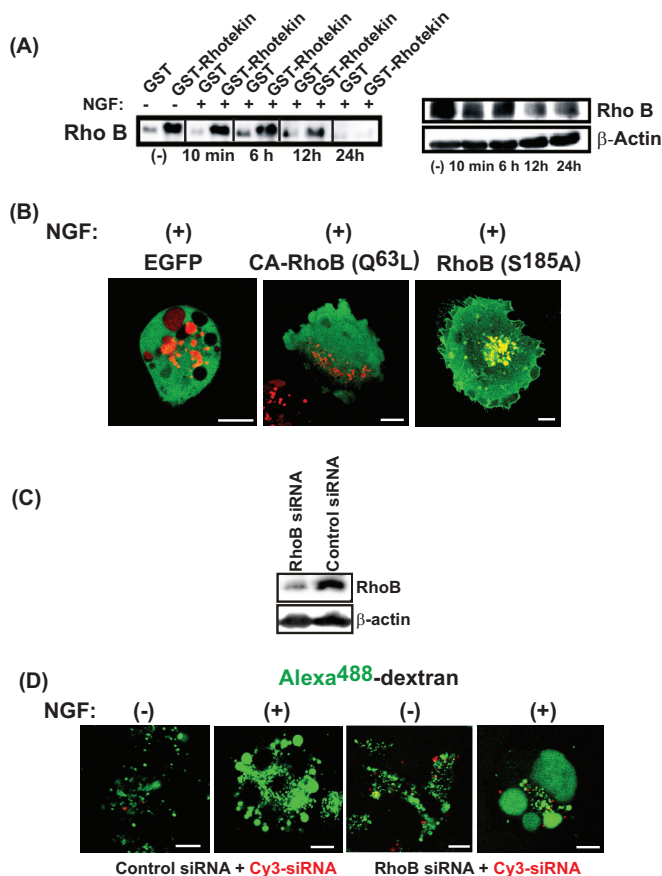 (A)
GST
GST-Rhotekin
GST
GST-Rhotekin
GST
GST-Rhotekin
GST
GST-Rhotekin
GST
GST-Rhotekin
NGF: - - + + + + + + + +
Rho B
(-) 10 min 6 h 12h 24h
Rho B
β-Actin
(-) 10 min 6 h 12h 24h
(B)
NGF: (+) (+) (+)
EGFP CA-RhoB (Q63L) RhoB (S185A)
(C)
RhoB siRNA
Control siRNA
RhoB
β-actin
(D)
Alexa488-dextran
NGF: (-) (+) (-) (+)
Control siRNA + Cy3-siRNA RhoB siRNA + Cy3-siRNA